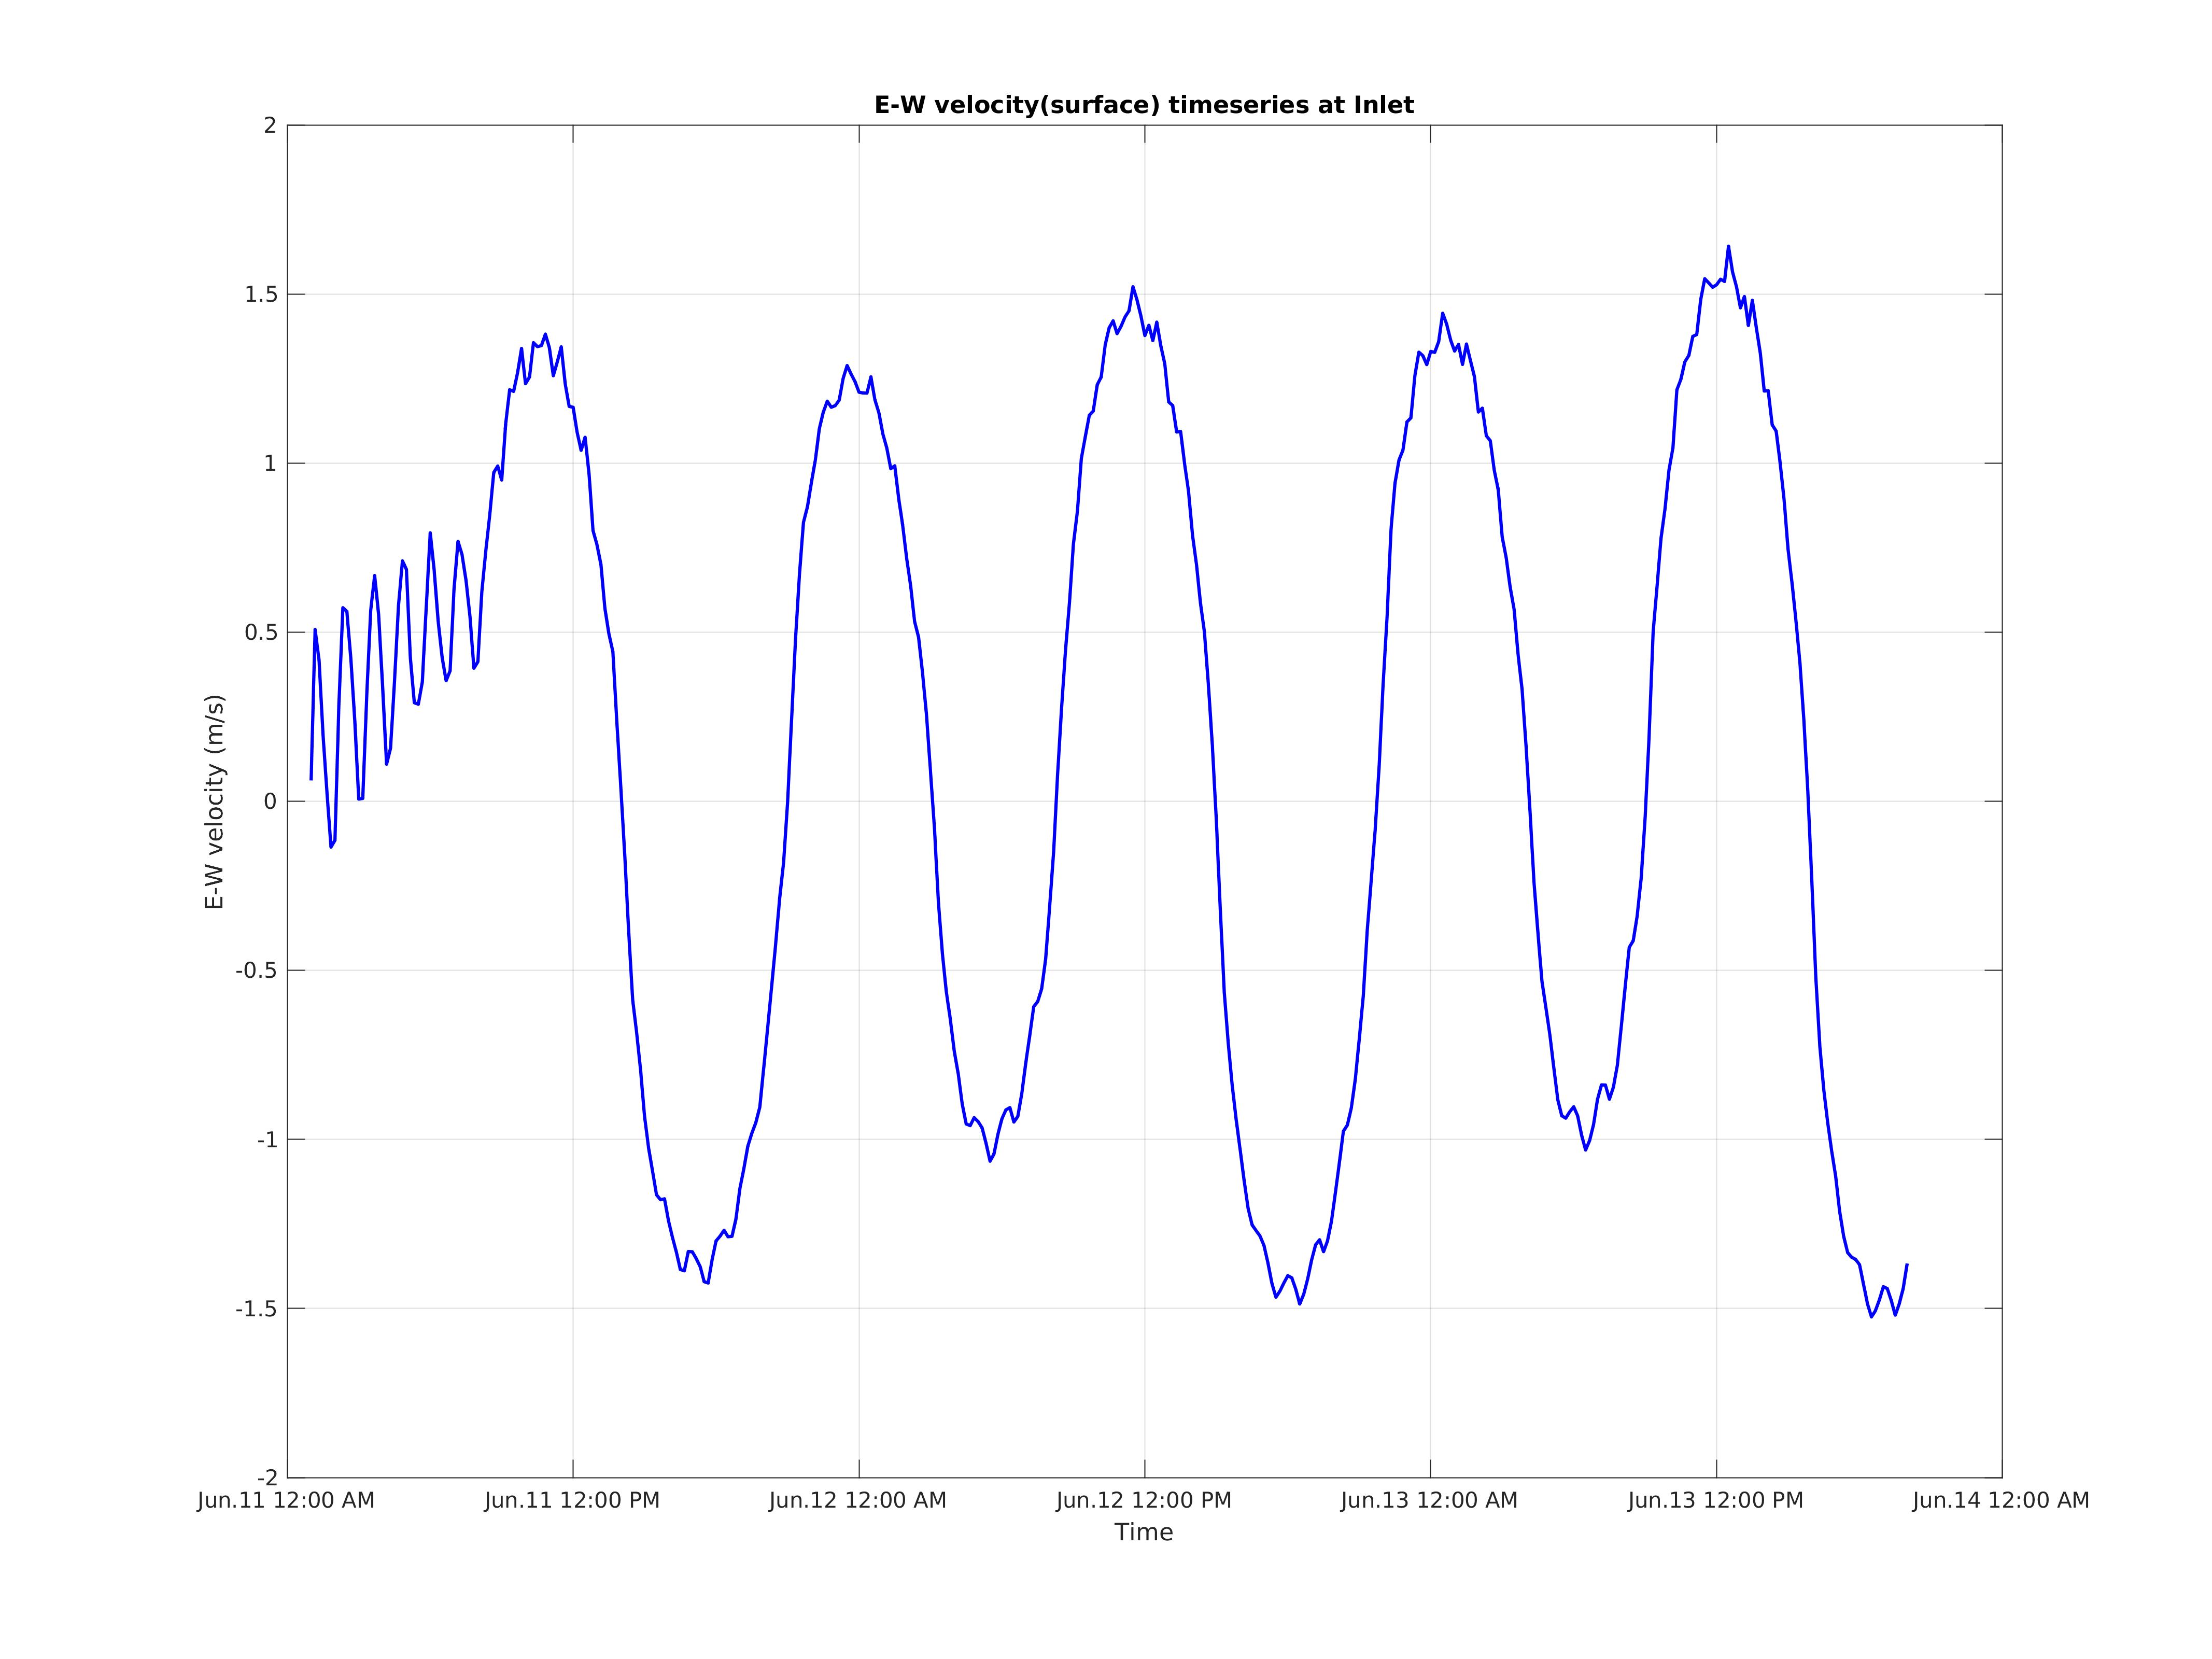 E-W velocity(surface) timeseries at Inlet
2
1.5
1
0.5
0
-0.5
-1
-1.5
-2
E-W velocity (m/s)
Jun.11 12:00 AM Jun.11 12:00 PM Jun.12 12:00 AM Jun.12 12:00 PM Jun.13 12:00 AM Jun.13 12:00 PM Jun.14 12:00 AM
Time